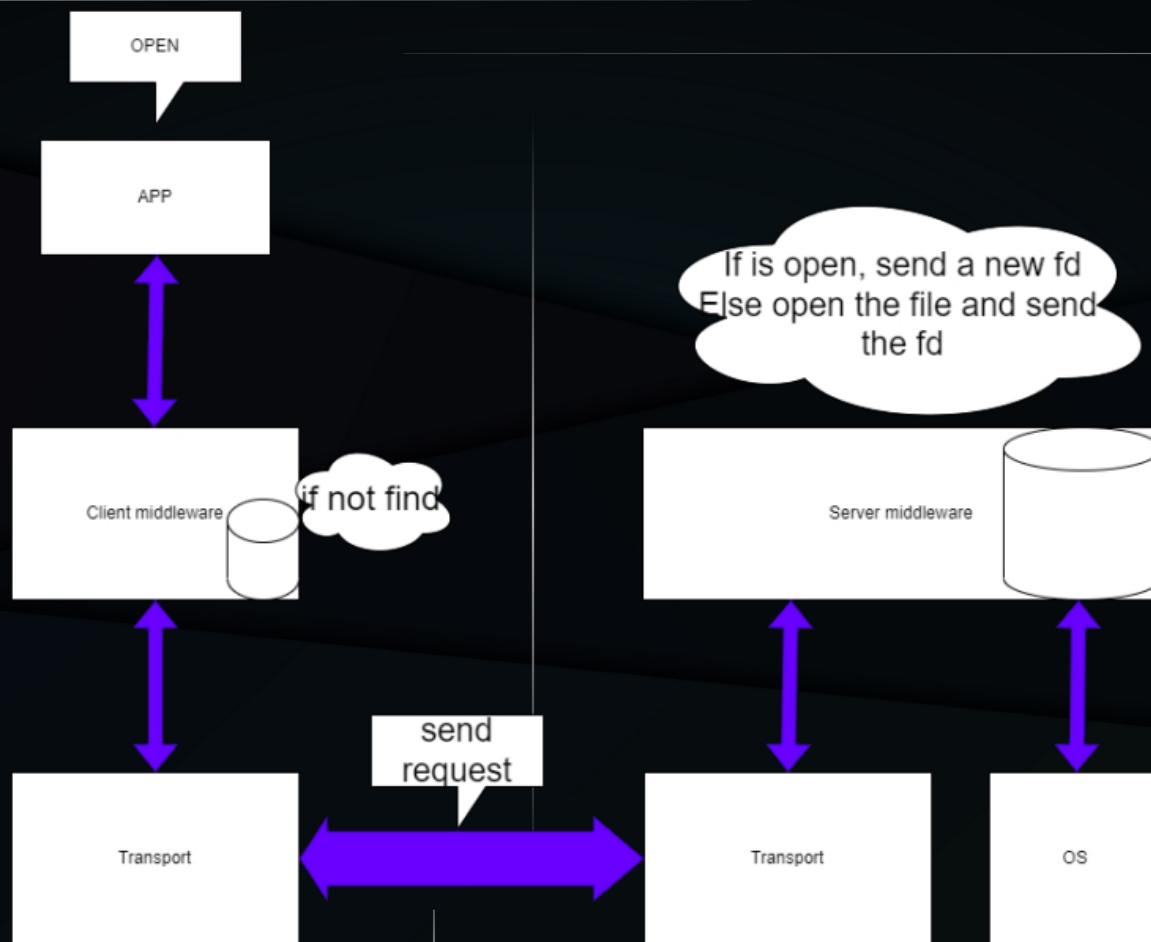 OPEN
APP
If is open, send a new fd
Else open the file and send
the fd
Client middleware
if not find
Server middleware
send
request
Transport
Transport
OS